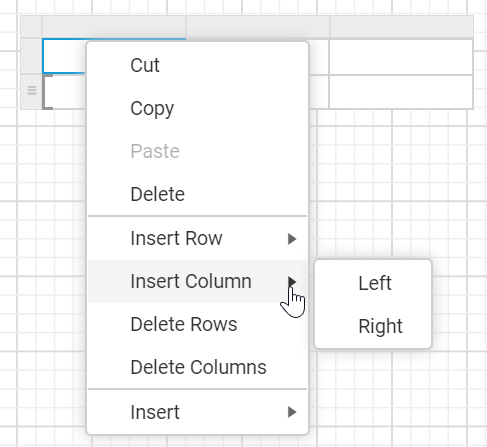 Cut
Copy
Paste
Delete
Insert Row
Insert Column
Left
Right
Delete Rows
Delete Columns
Insert